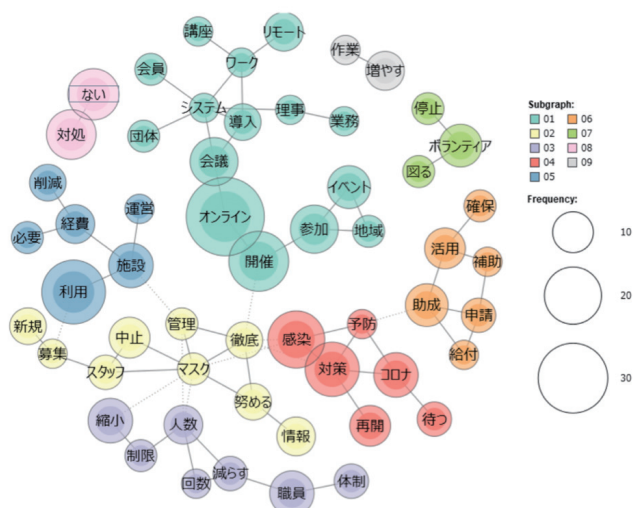 講座
リモート
会員
ワーク
作業
増やす
ない
対処
システム
導入
理事
業務
団体
会議
停止
ボランティア
図る
Subgraph:
01
02
03
04
05
06
07
08
09
Frequency:
10
20
30
削減
経費
必要
運営
施設
利用
オンライン
開催
イベント
参加
地域
確保
活用
補助
助成
申請
給付
新規
募集
中止
スタッフ
管理
徹底
マスク
努める
情報
感染
予防
対策
コロナ
再開
待つ
縮小
人数
制限
回数
減らす
職員
体制